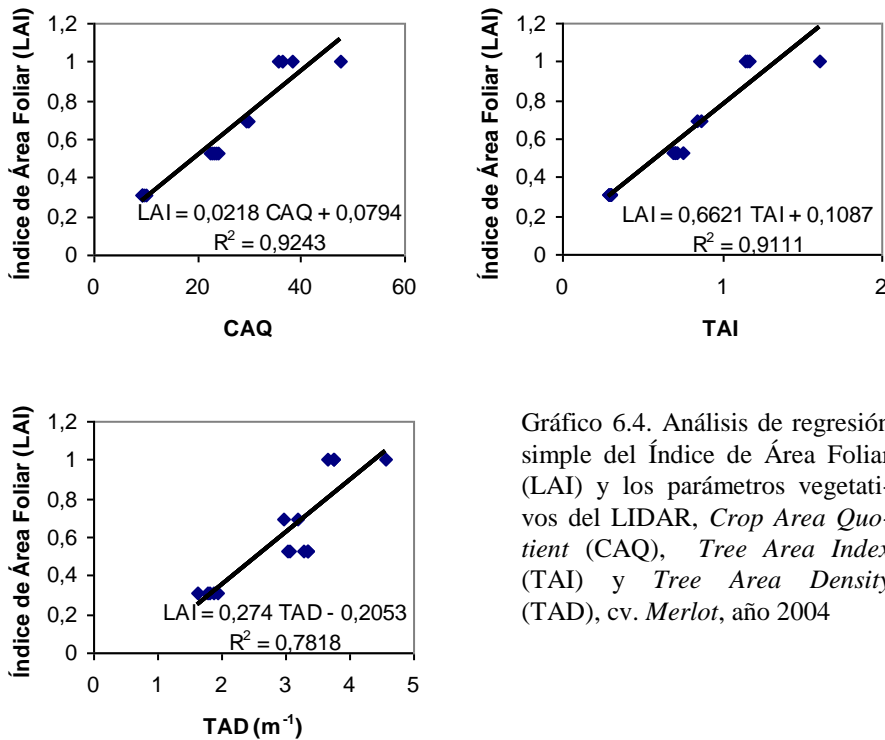 Índice de Área Foliar (LAI)
1,2
1
0,8
0,6
0,4
0,2
0
LAI = 0,0218 CAQ + 0,0794
R² = 0,9243
0 20 40 60
CAQ
Índice de Área Foliar (LAI)
1,2
1
0,8
0,6
0,4
0,2
0
LAI = 0,6621 TAI + 0,1087
R² = 0,9111
0 1 2
TAI
Índice de Área Foliar (LAI)
1,2
1
0,8
0,6
0,4
0,2
0
LAI = 0,274 TAD - 0,2053
R² = 0,7818
0 1 2 3 4 5
TAD (m⁻¹)
Gráfico 6.4. Análisis de regresión
simple del Índice de Área Foliar
(LAI) y los parámetros vegetati-
vos del LIDAR, Crop Area Quo-
tient (CAQ), Tree Area Index
(TAI) y Tree Area Density
(TAD), cv. Merlot, año 2004